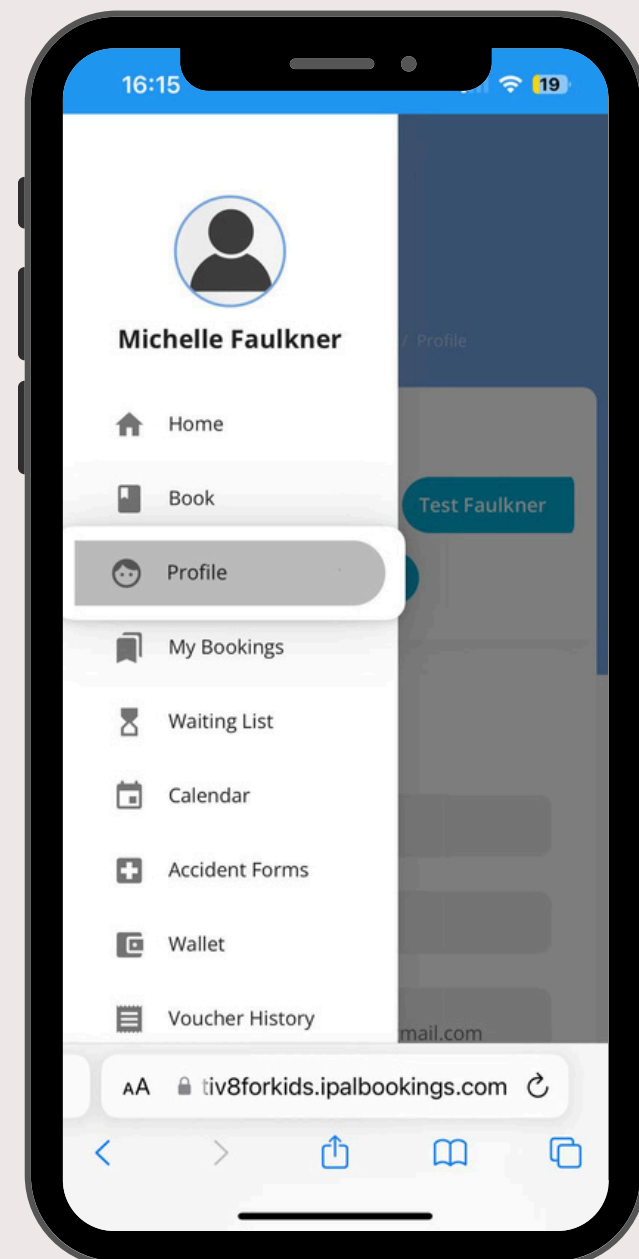 16:15
19
Michelle Faulkner
/ Profile
Home
Book
Test Faulkner
Profile
My Bookings
Waiting List
Calendar
Accident Forms
Wallet
Voucher History
mail.com
AA tiv8forkids.ipalbookings.com